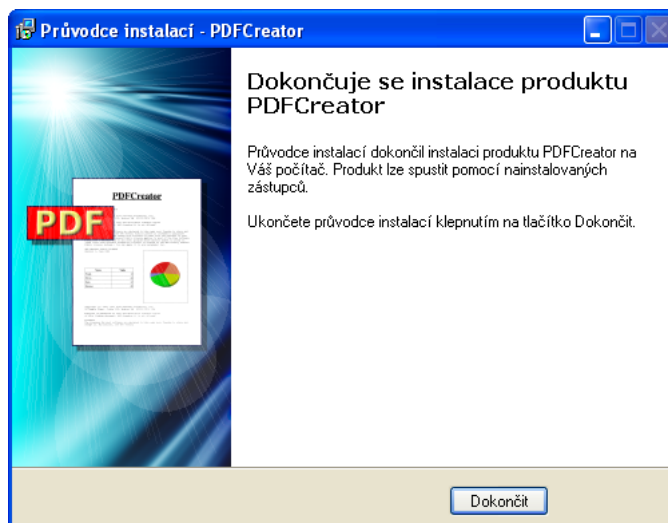 Průvodce instalací - PDFCreator
Dokončuje se instalace produktu
PDFCreator
Průvodce instalací dokončil instalaci produktu PDFCreator na
Váš počítač. Produkt lze spustit pomocí nainstalovaných
zástupců.
Ukončete průvodce instalací klepnutím na tlačítko Dokončit.
PDFCreator
PDF
Dokončit